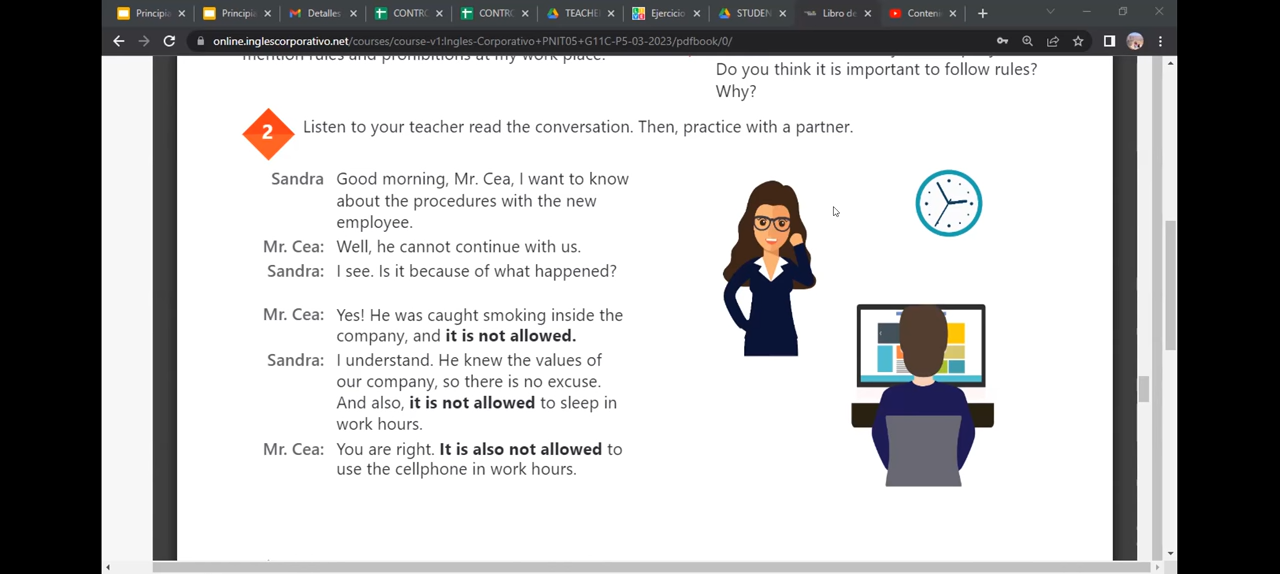 Principia
Principia
Detalles
CONTRO
CONTRO
TEACHE
Ejercicio
STUDEN
Libro de
Conten
online.inglescorporativo.net/courses/course-v1:Ingles-Corporativo+PNIT05+G11C-P5-03-2023/pdfbook/0/
mention rules and prohibitions at my work place.
Do you think it is important to follow rules?
Why?
2
Listen to your teacher read the conversation. Then, practice with a partner.
Sandra Good morning, Mr. Cea, I want to know
about the procedures with the new
employee.
Mr. Cea: Well, he cannot continue with us.
Sandra: I see. Is it because of what happened?
Mr. Cea: Yes! He was caught smoking inside the
company, and it is not allowed.
Sandra: I understand. He knew the values of
our company, so there is no excuse.
And also, it is not allowed to sleep in
work hours.
Mr. Cea: You are right. It is also not allowed to
use the cellphone in work hours.